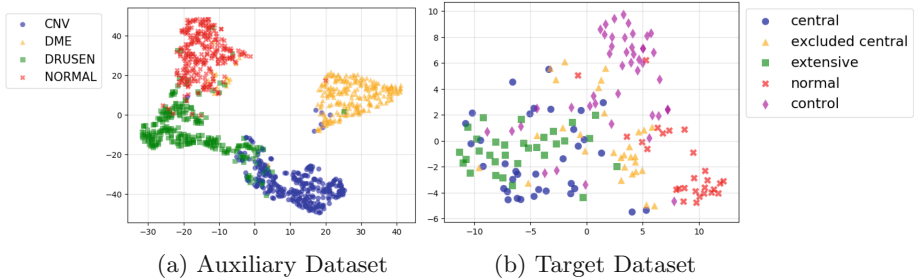 CNV
DME
DRUSEN
NORMAL
40
20
0
−20
−40
−30 −20 −10 0 10 20 30 40
(a) Auxiliary Dataset
10
8
6
4
2
0
−2
−4
−6
−10 −5 0 5 10
(b) Target Dataset
central
excluded central
extensive
normal
control